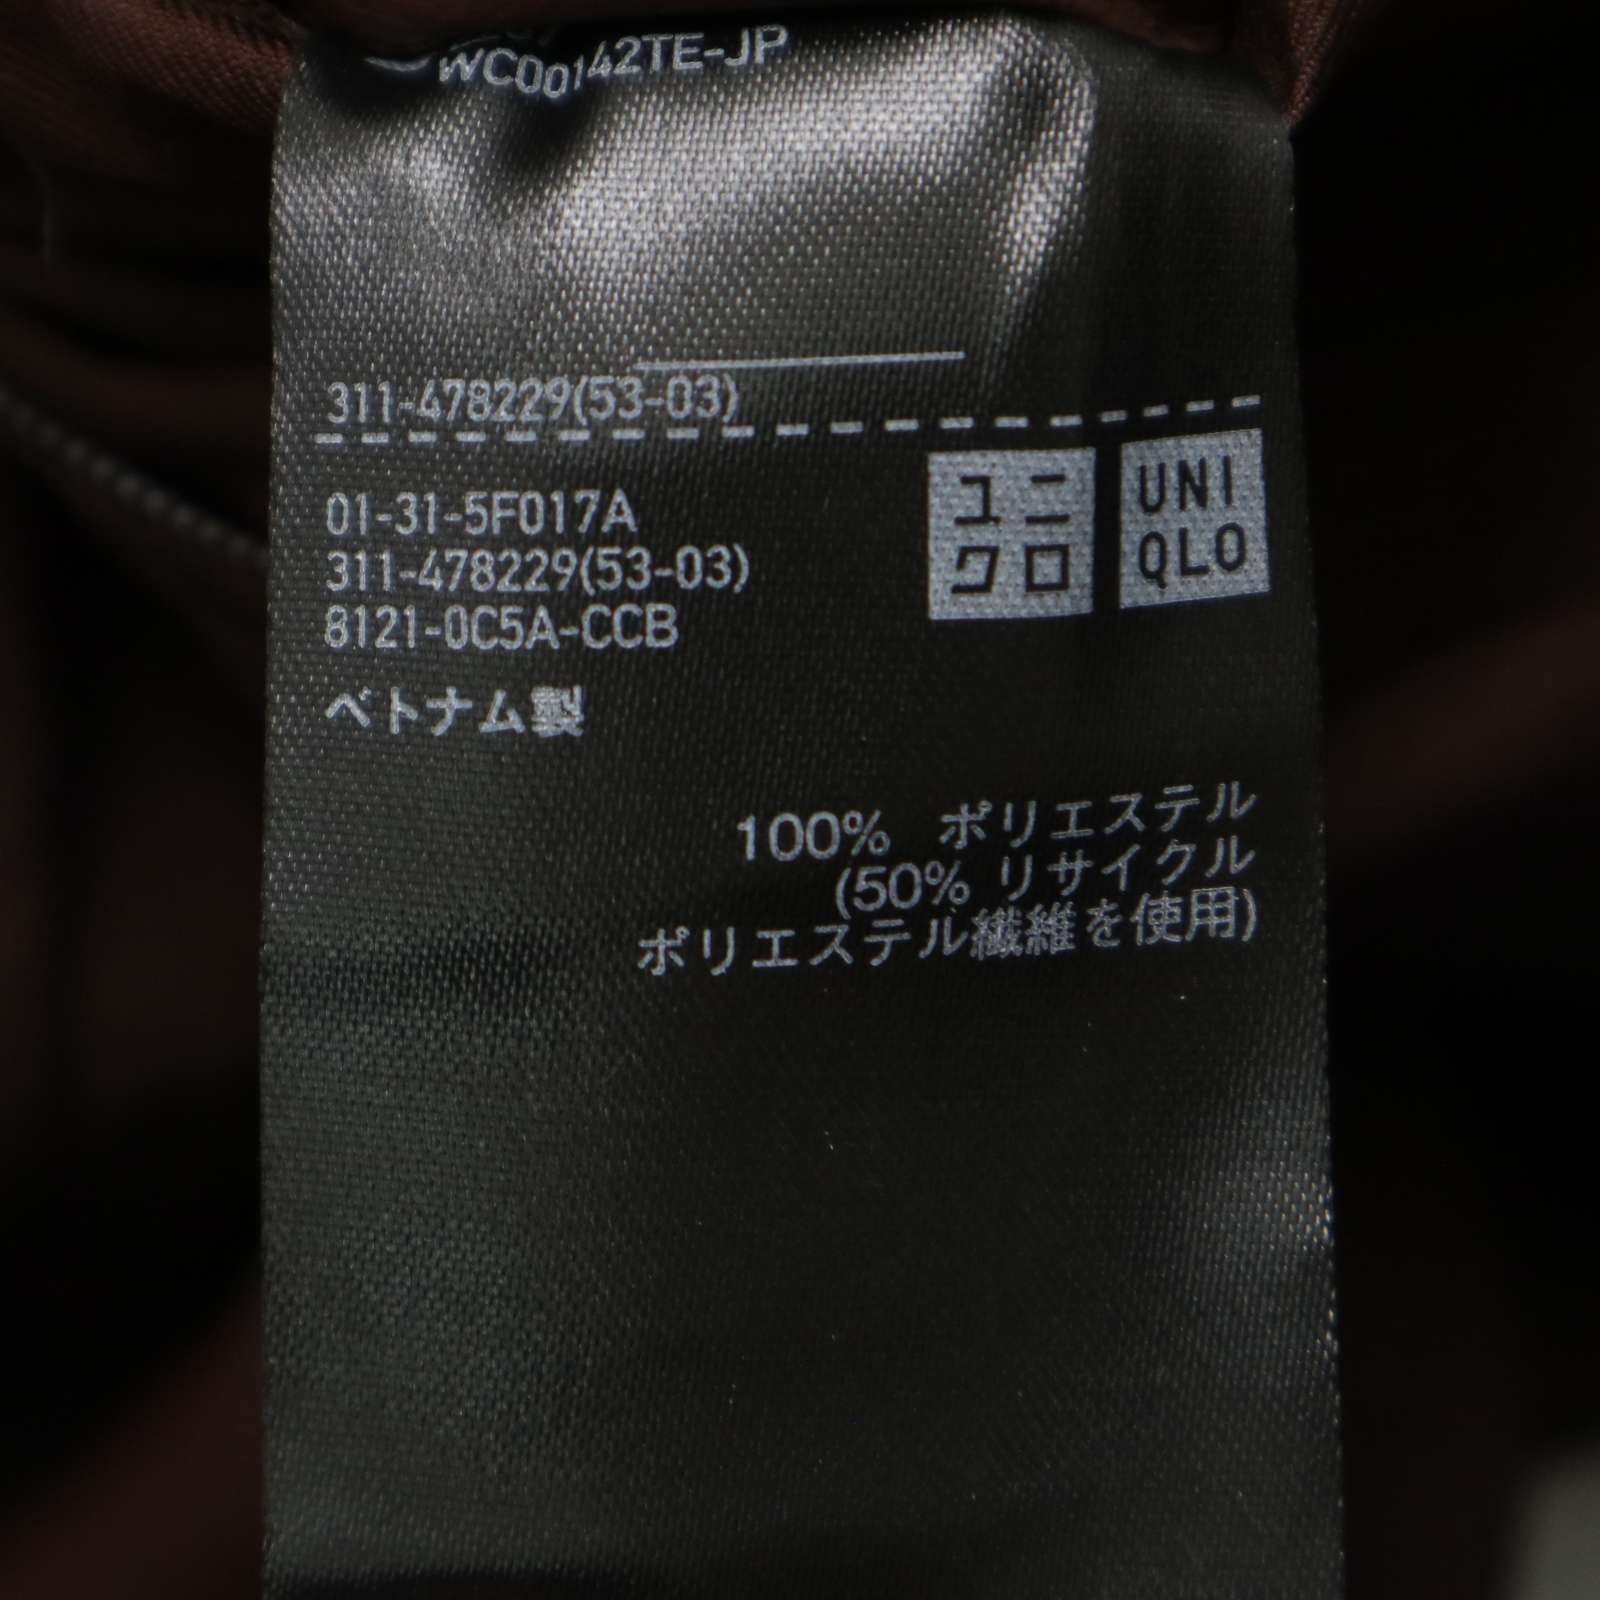 WC00142TE-JP
311-478229(53-03)
01-31-5F017A
311-478229(53-03)
8121-0C5A-CCB
ベトナム製
ユニ
クロ
UNI
QLO
100% ポリエステル
(50% リサイクル
ポリエステル繊維を使用)